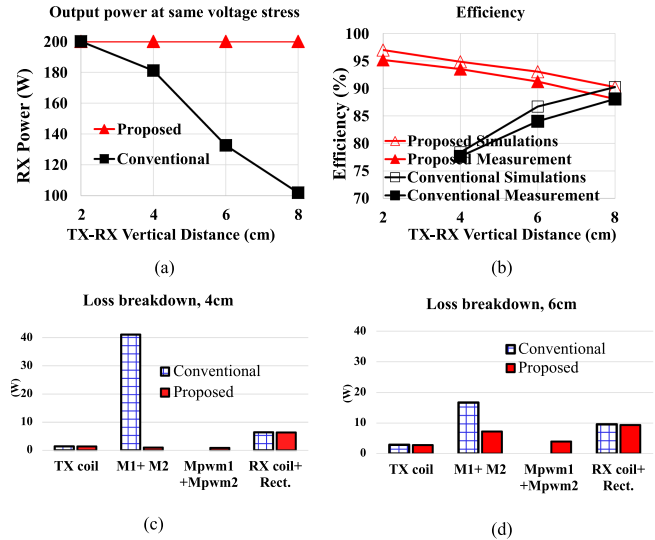 Output power at same voltage stress
RX Power (W)
200
180
160
140
120
100
Proposed
Conventional
2
4
6
8
TX-RX Vertical Distance (cm)
(a)
Efficiency
Efficiency (%)
100
95
90
85
80
75
70
Proposed Simulations
Proposed Measurement
Conventional Simulations
Conventional Measurement
2
4
6
8
TX-RX Vertical Distance (cm)
(b)
Loss breakdown, 4cm
(W)
40
30
20
10
0
Conventional
Proposed
TX coil
M1+ M2
Mpwm1
+Mpwm2
RX coil+
Rect.
(c)
Loss breakdown, 6cm
(W)
40
30
20
10
0
Conventional
Proposed
TX coil
M1+ M2
Mpwm1
+Mpwm2
RX coil+
Rect.
(d)